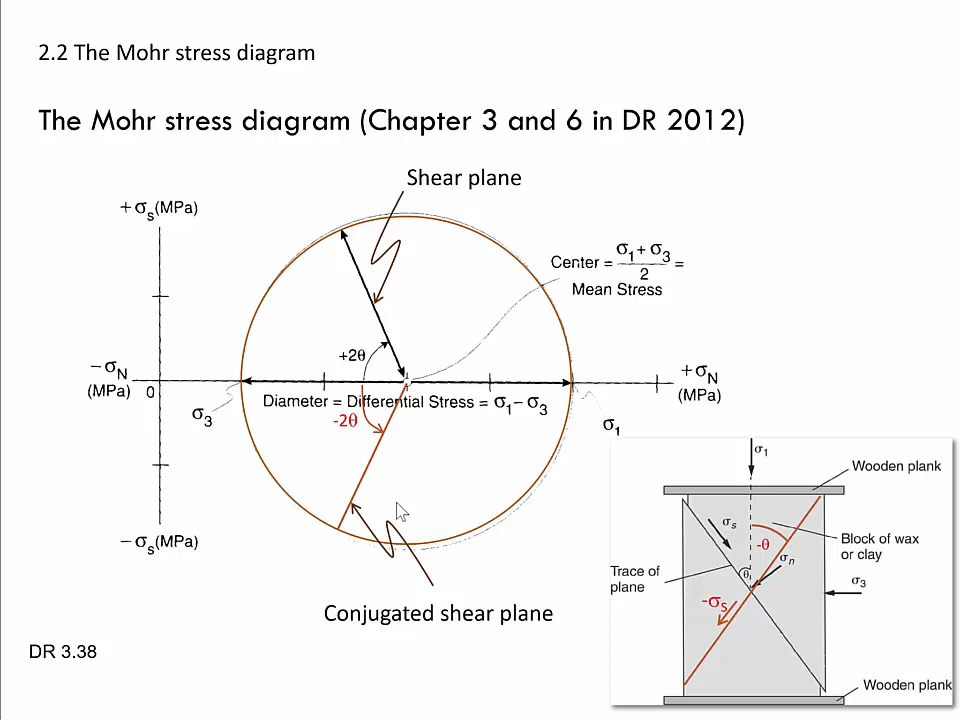 2.2 The Mohr stress diagram
The Mohr stress diagram (Chapter 3 and 6 in DR 2012)
Shear plane
+σs(MPa)
Center = σ1 + σ3 / 2 =
Mean Stress
+2θ
−σN
(MPa)
0
+σN
(MPa)
σ3
Diameter = Differential Stress = σ1 − σ3
-2θ
σ1
−σs(MPa)
Conjugated shear plane
DR 3.38
σ1
Wooden plank
σs
-θ
Block of wax
or clay
σn
Trace of
plane
θ
σ3
-σs
Wooden plank